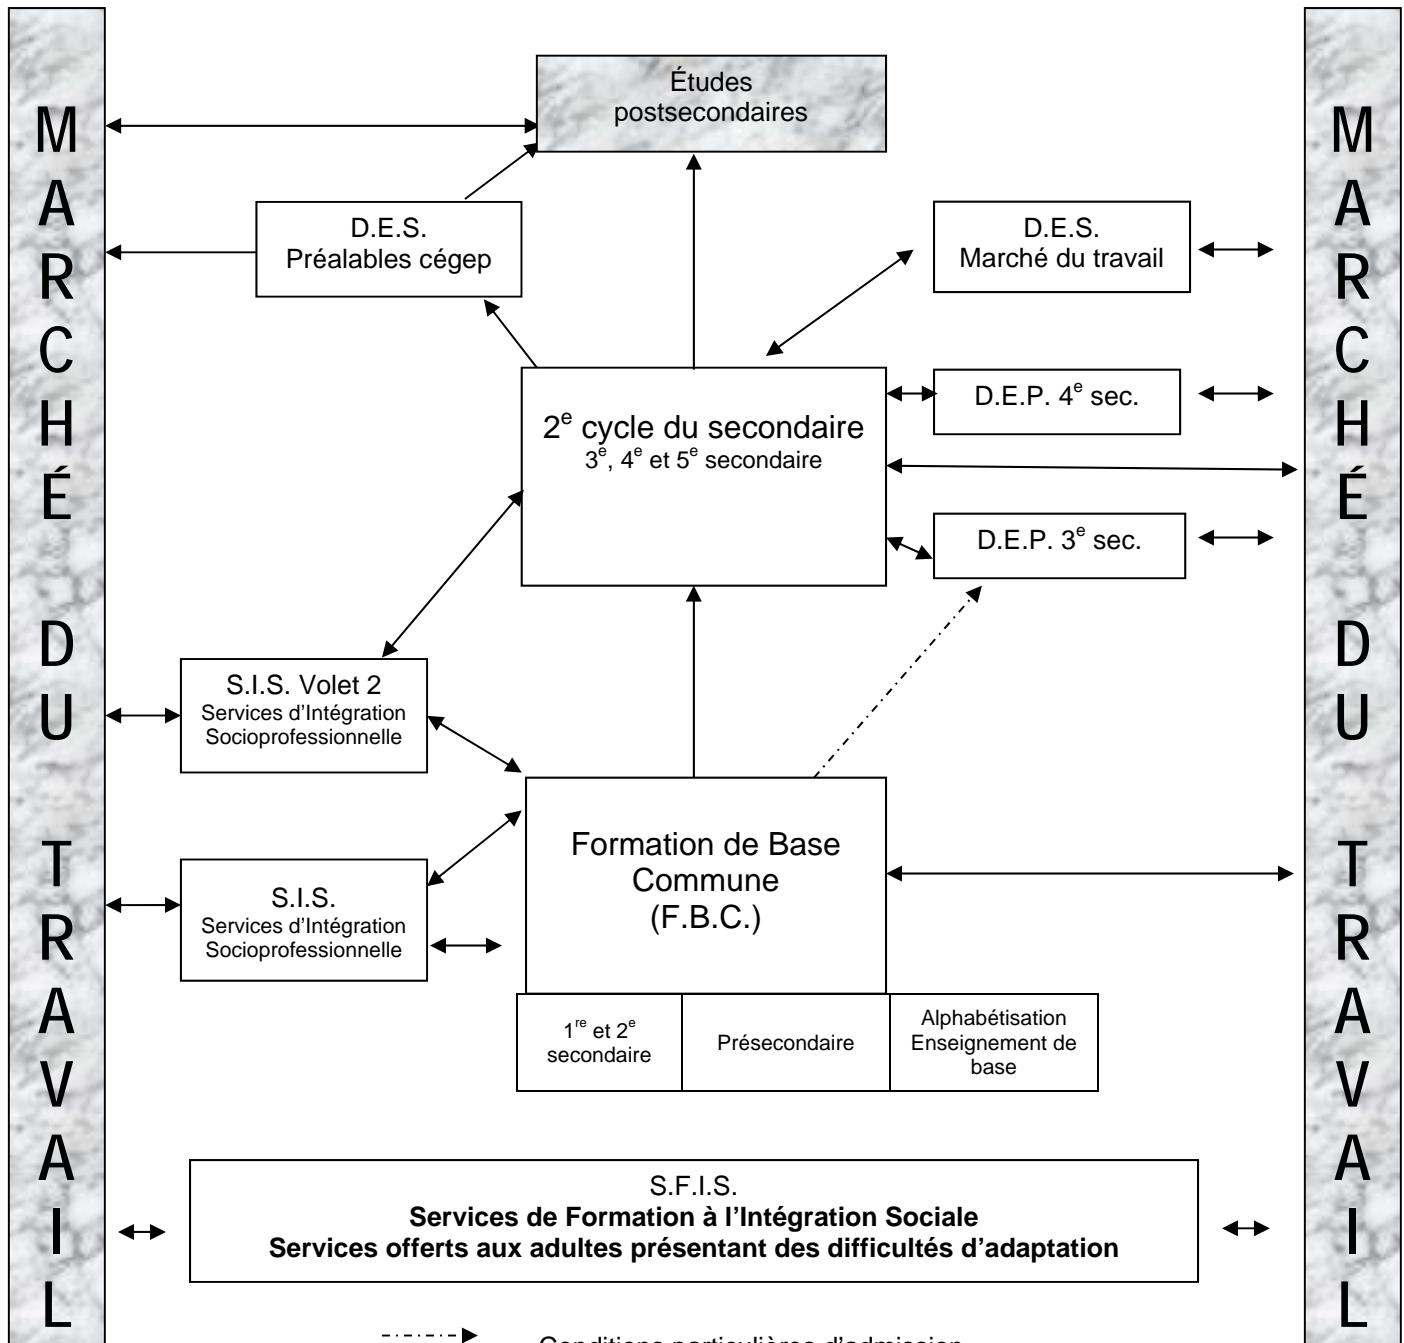 MARCHÉ DU TRAVAIL
Études
postsecondaires
D.E.S.
Préalables cégep
D.E.S.
Marché du travail
2e cycle du secondaire
3e, 4e et 5e secondaire
D.E.P. 4e sec.
D.E.P. 3e sec.
S.I.S. Volet 2
Services d’Intégration
Socioprofessionnelle
Formation de Base
Commune
(F.B.C.)
S.I.S.
Services d’Intégration
Socioprofessionnelle
1re et 2e
secondaire
Présecondaire
Alphabétisation
Enseignement de
base
S.F.I.S.
Services de Formation à l’Intégration Sociale
Services offerts aux adultes présentant des difficultés d’adaptation
Conditions particulières d’admission
MARCHÉ DU TRAVAIL